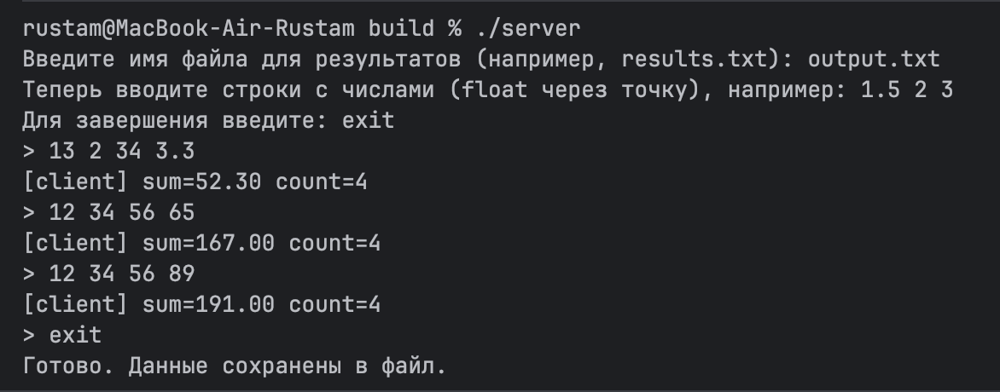 rustam@MacBook-Air-Rustam build % ./server
Введите имя файла для результатов (например, results.txt): output.txt
Теперь вводите строки с числами (float через точку), например: 1.5 2 3
Для завершения введите: exit
> 13 2 34 3.3
[client] sum=52.30 count=4
> 12 34 56 65
[client] sum=167.00 count=4
> 12 34 56 89
[client] sum=191.00 count=4
> exit
Готово. Данные сохранены в файл.